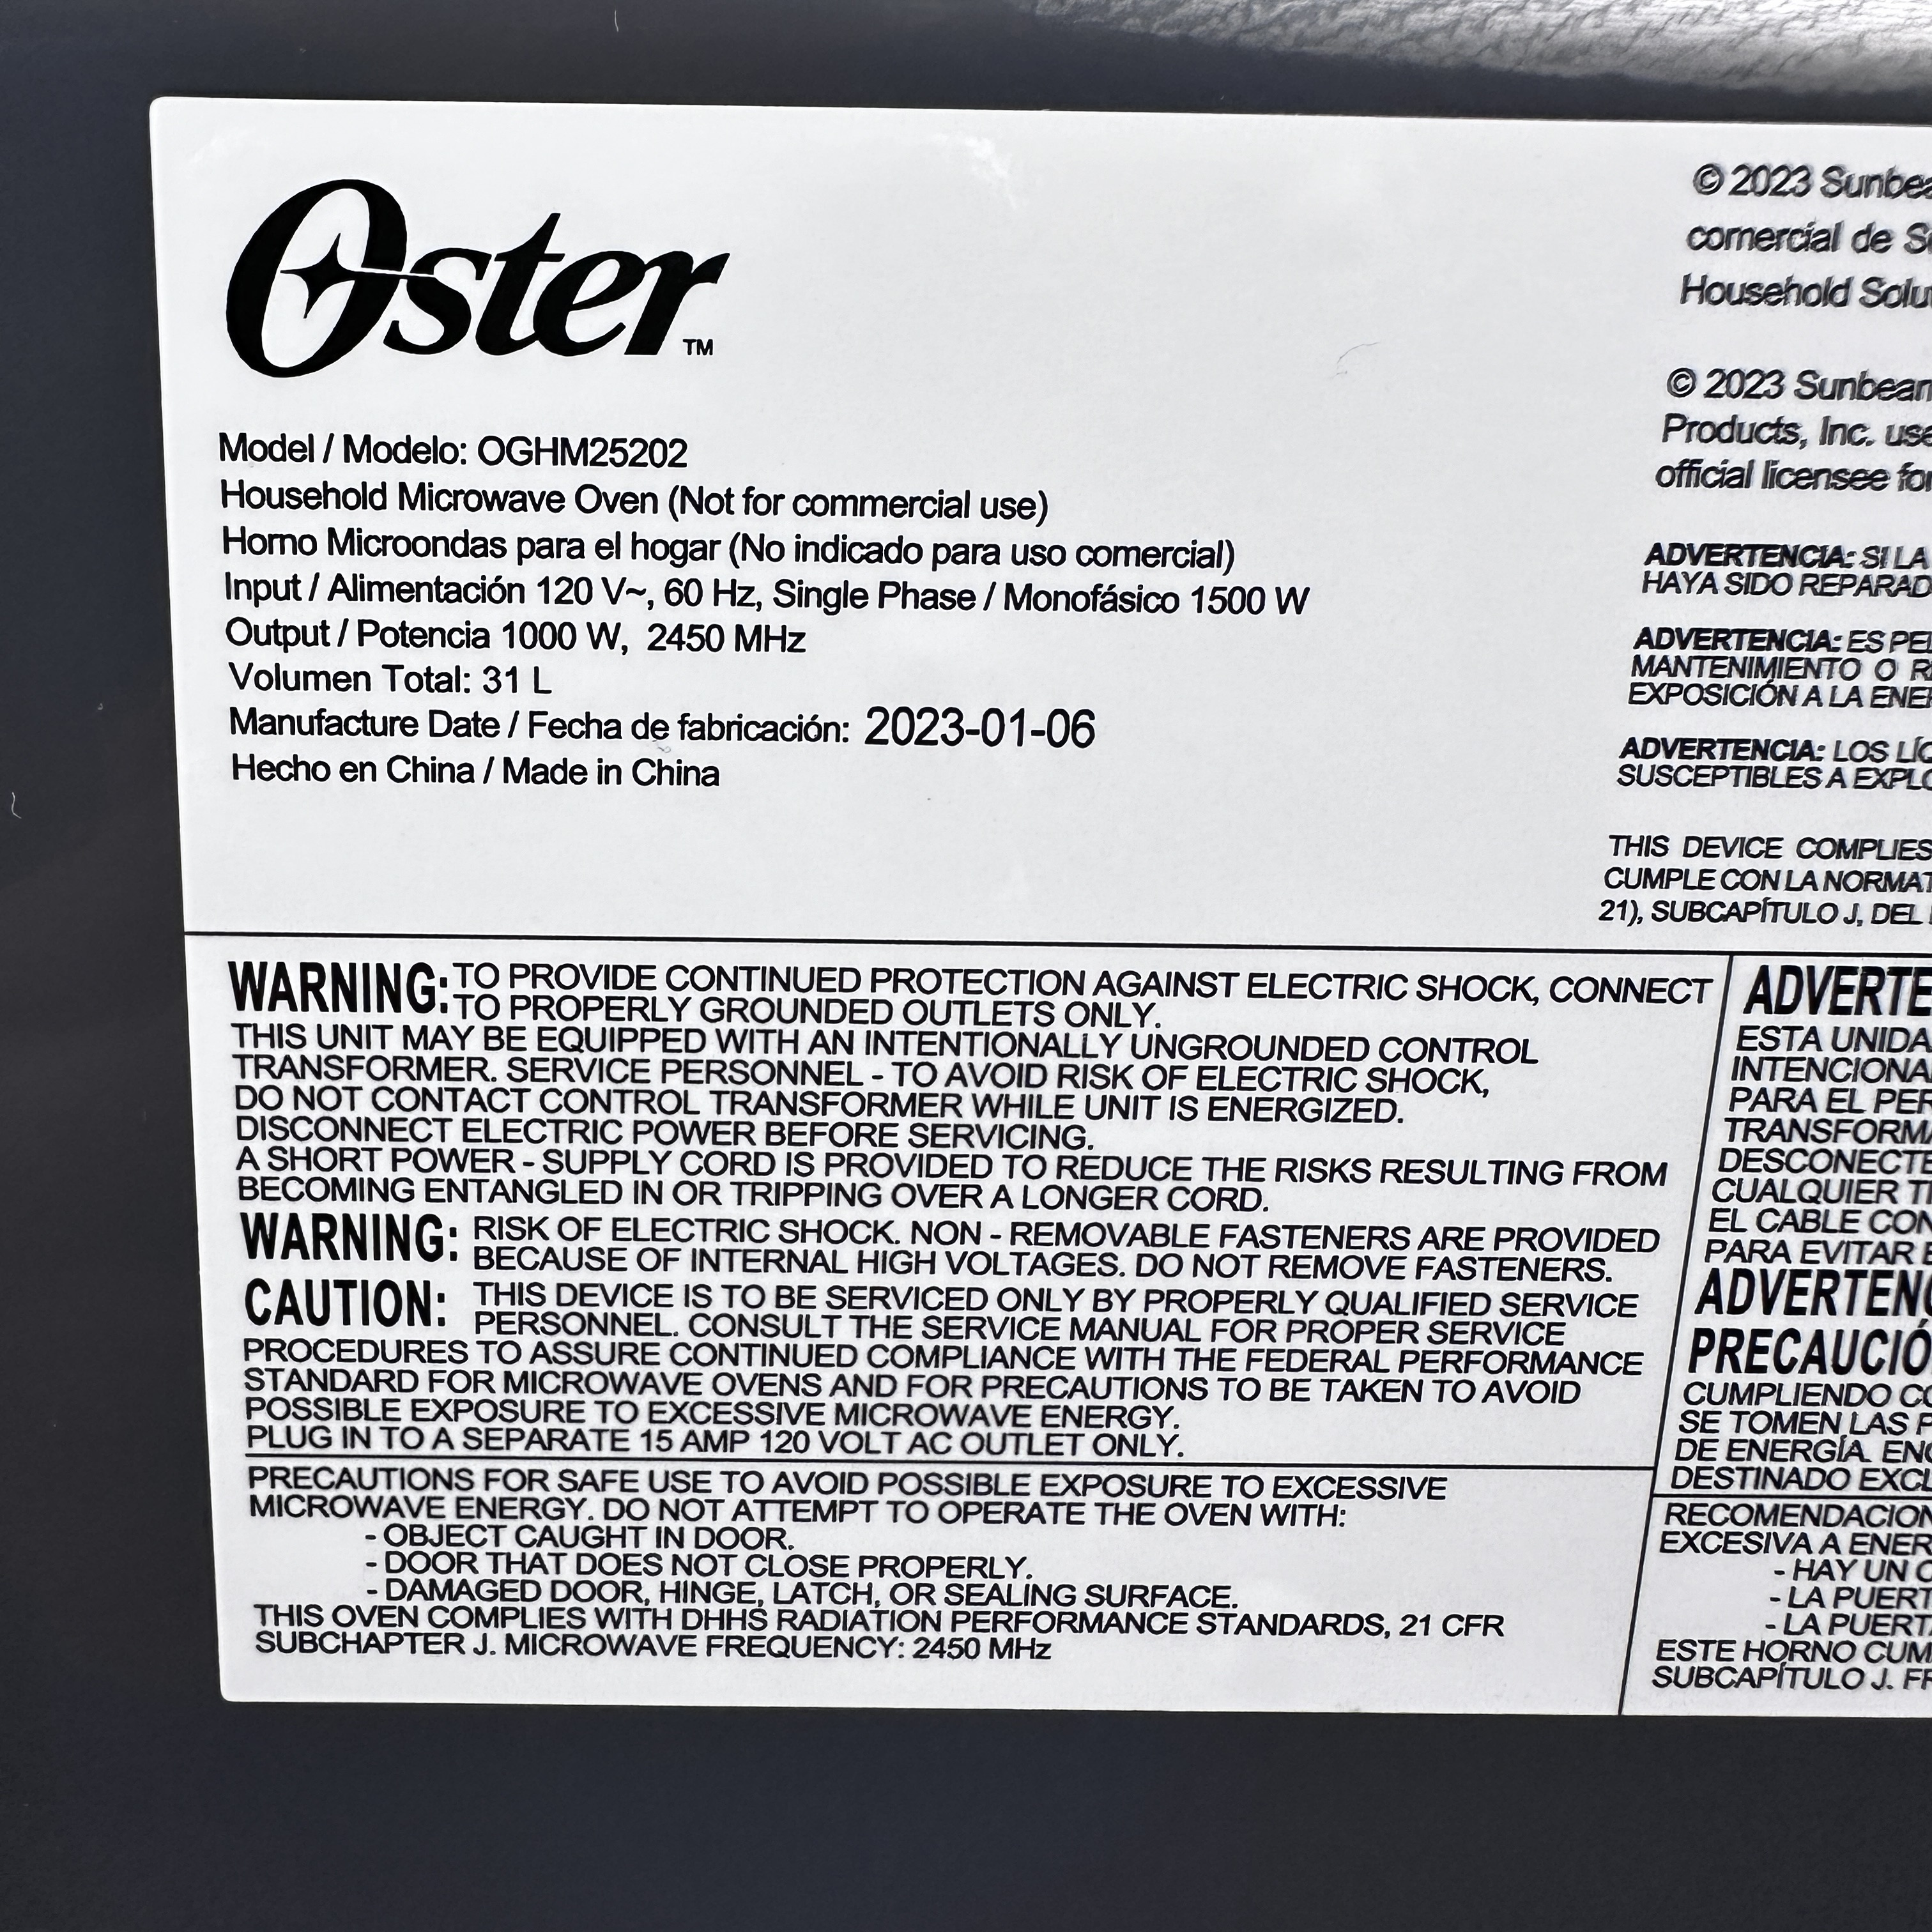 Oster™
Model / Modelo: OGHM25202
Household Microwave Oven (Not for commercial use)
Horno Microondas para el hogar (No indicado para uso comercial)
Input / Alimentación 120 V~, 60 Hz, Single Phase / Monofásico 1500 W
Output / Potencia 1000 W, 2450 MHz
Volumen Total: 31 L
Manufacture Date / Fecha de fabricación: 2023-01-06
Hecho en China / Made in China
© 2023
comercial de
Household
© 2023
Products, Inc.
official licensee
ADVERTENCIA: SI LA
HAYA SIDO
ADVERTENCIA: ES
MANTENIMIENTO O
EXPOSICIÓN A LA
ADVERTENCIA: LOS
SUSCEPTIBLES A
THIS DEVICE COMPLIES
CUMPLE CON LA
21), SUBCAPÍTULO J, DEL
WARNING: TO PROVIDE CONTINUED PROTECTION AGAINST ELECTRIC SHOCK, CONNECT
TO PROPERLY GROUNDED OUTLETS ONLY.
THIS UNIT MAY BE EQUIPPED WITH AN INTENTIONALLY UNGROUNDED CONTROL
TRANSFORMER. SERVICE PERSONNEL - TO AVOID RISK OF ELECTRIC SHOCK,
DO NOT CONTACT CONTROL TRANSFORMER WHILE UNIT IS ENERGIZED.
DISCONNECT ELECTRIC POWER BEFORE SERVICING.
A SHORT POWER - SUPPLY CORD IS PROVIDED TO REDUCE THE RISKS RESULTING FROM
BECOMING ENTANGLED IN OR TRIPPING OVER A LONGER CORD.
WARNING: RISK OF ELECTRIC SHOCK. NON - REMOVABLE FASTENERS ARE PROVIDED
BECAUSE OF INTERNAL HIGH VOLTAGES. DO NOT REMOVE FASTENERS.
CAUTION: THIS DEVICE IS TO BE SERVICED ONLY BY PROPERLY QUALIFIED SERVICE
PERSONNEL. CONSULT THE SERVICE MANUAL FOR PROPER SERVICE
PROCEDURES TO ASSURE CONTINUED COMPLIANCE WITH THE FEDERAL PERFORMANCE
STANDARD FOR MICROWAVE OVENS AND FOR PRECAUTIONS TO BE TAKEN TO AVOID
POSSIBLE EXPOSURE TO EXCESSIVE MICROWAVE ENERGY.
PLUG IN TO A SEPARATE 15 AMP 120 VOLT AC OUTLET ONLY.
PRECAUTIONS FOR SAFE USE TO AVOID POSSIBLE EXPOSURE TO EXCESSIVE
MICROWAVE ENERGY. DO NOT ATTEMPT TO OPERATE THE OVEN WITH:
- OBJECT CAUGHT IN DOOR.
- DOOR THAT DOES NOT CLOSE PROPERLY.
- DAMAGED DOOR, HINGE, LATCH, OR SEALING SURFACE.
THIS OVEN COMPLIES WITH DHHS RADIATION PERFORMANCE STANDARDS, 21 CFR
SUBCHAPTER J. MICROWAVE FREQUENCY: 2450 MHz
ESTA
PARA EL
EL CABLE
PARA EVITAR
CUMPLIENDO
SE TOMEN LAS
DE ENERGÍA.
DESTINADO
EXCESIVA A
- HAY UN
- LA
- LA
ESTE HORNO
SUBCAPÍTULO J.